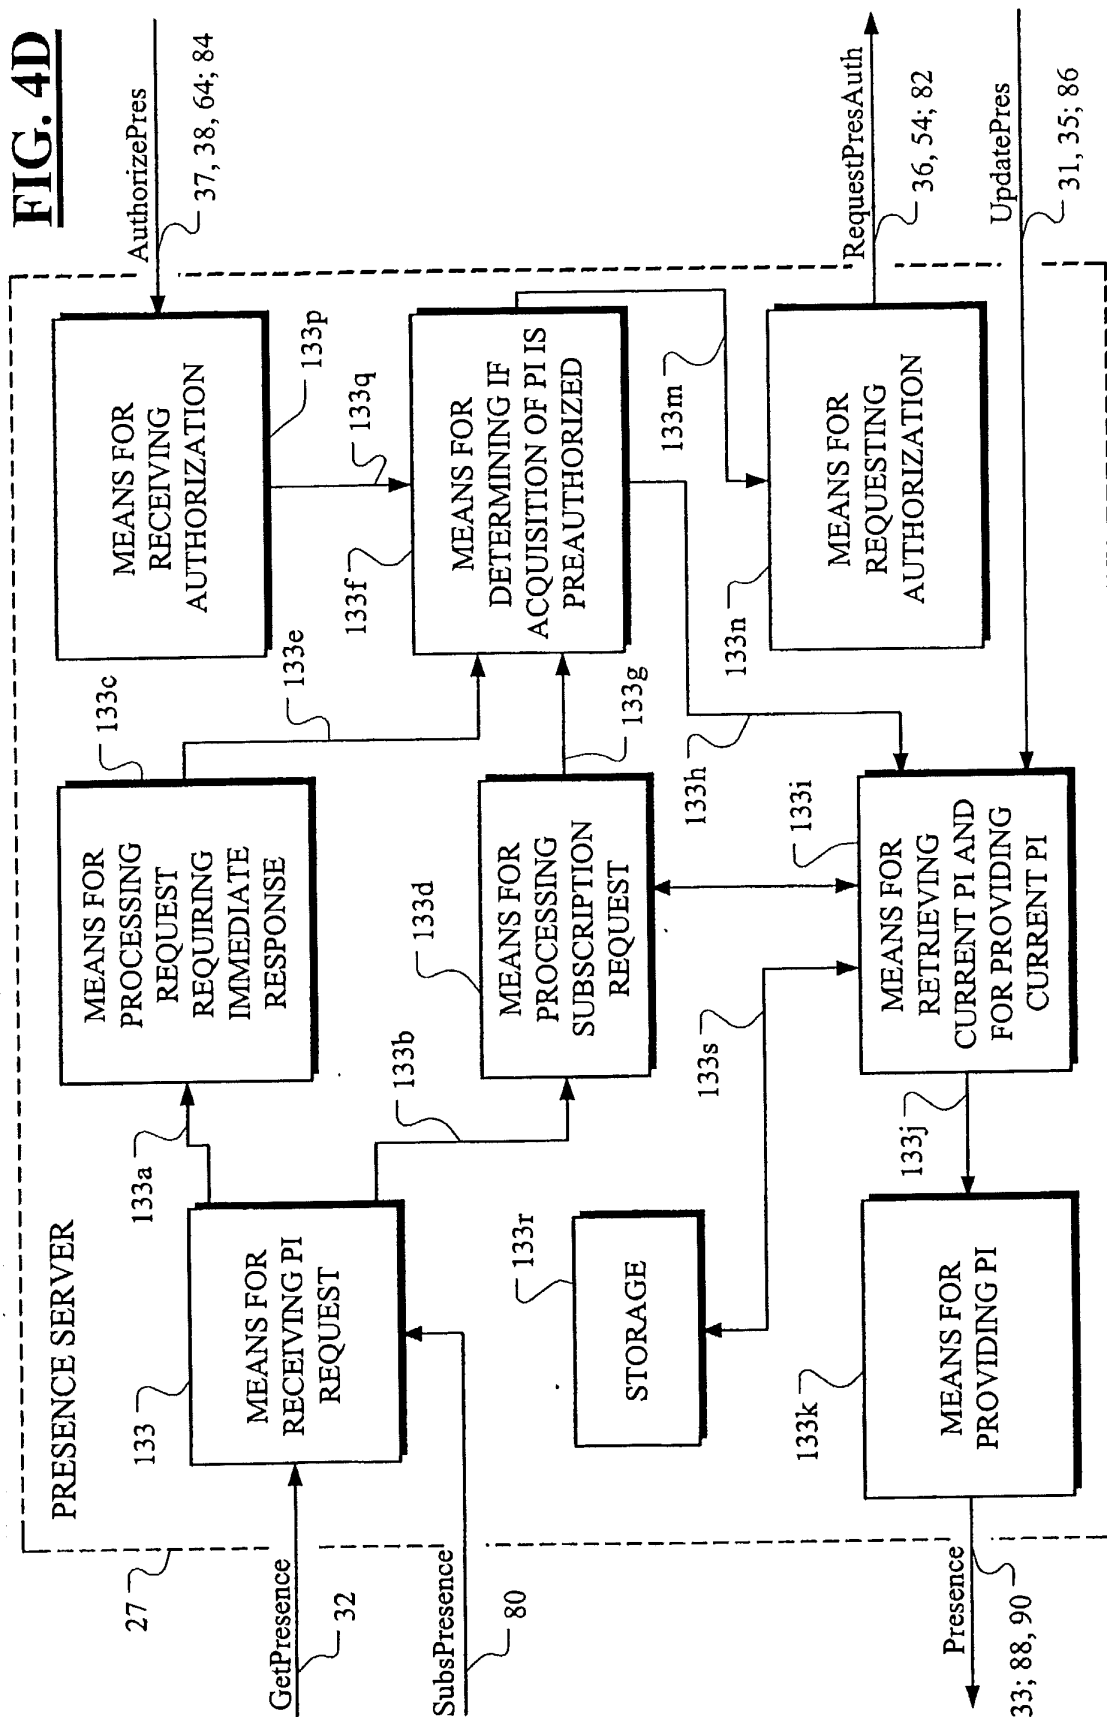 FIG. 4D
PRESENCE SERVER
27
GetPresence
32
SubsPresence
80
133
MEANS FOR
RECEIVING PI
REQUEST
133a
133b
MEANS FOR
PROCESSING
REQUEST
REQUIRING
IMMEDIATE
RESPONSE
133c
133d
MEANS FOR
PROCESSING
SUBSCRIPTION
REQUEST
133e
133g
MEANS FOR
RECEIVING
AUTHORIZATION
133p
133q
AuthorizePres
37, 38, 64; 84
133f
MEANS FOR
DETERMINING IF
ACQUISITION OF PI IS
PREAUTHORIZED
133m
133h
133n
MEANS FOR
REQUESTING
AUTHORIZATION
RequestPresAuth
36, 54; 82
UpdatePres
31, 35; 86
133r
STORAGE
133s
133i
MEANS FOR
RETRIEVING
CURRENT PI AND
FOR PROVIDING
CURRENT PI
133j
133k
MEANS FOR
PROVIDING PI
Presence
33; 88, 90